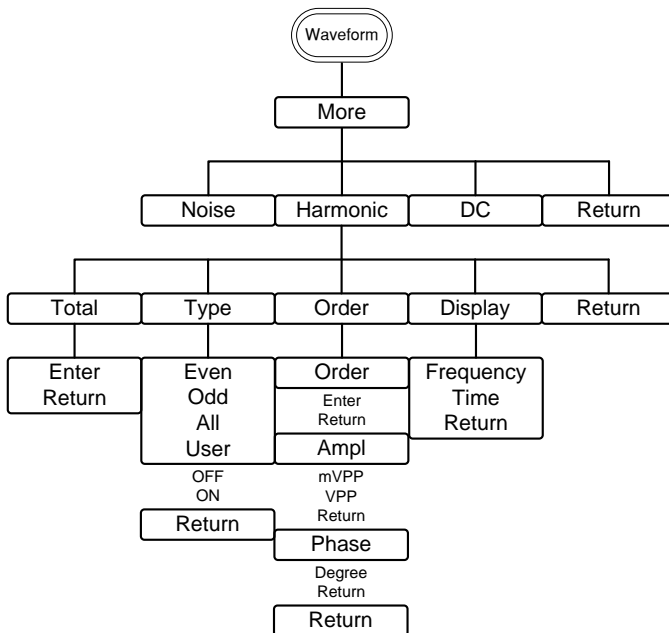 Waveform
More
Noise
Harmonic
DC
Return
Total
Type
Order
Display
Return
Enter
Return
Even
Odd
All
User
OFF
ON
Return
Order
Enter
Return
Ampl
mVPP
VPP
Return
Phase
Degree
Return
Return
Frequency
Time
Return